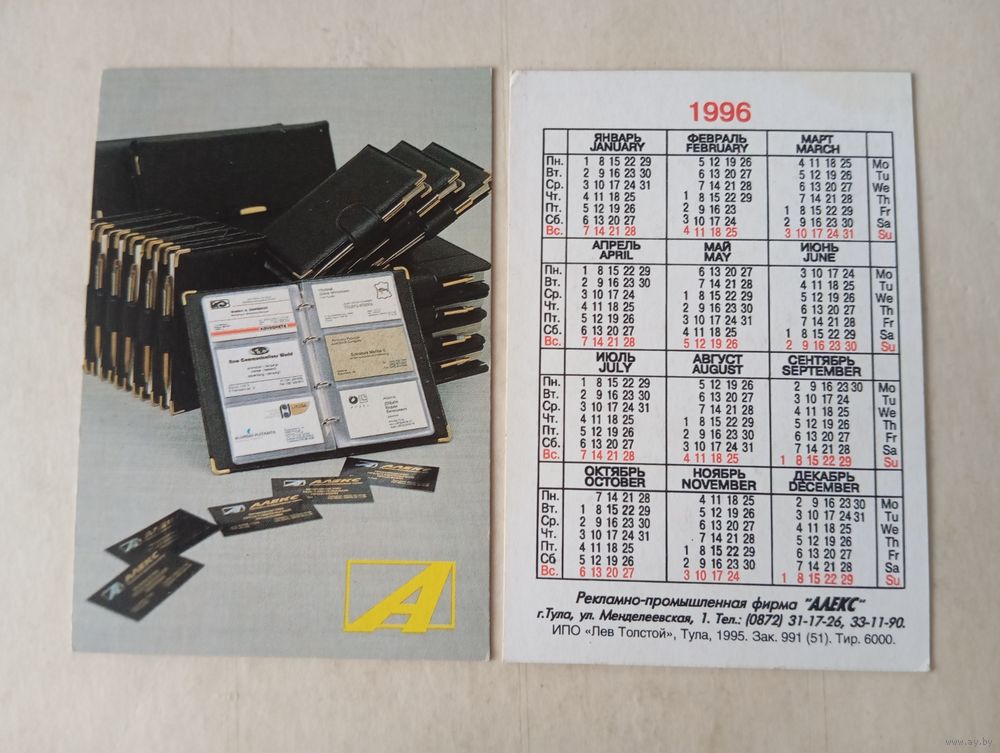 New Communications World
АЛЕКС
АЛЕКС
АЛЕКС
АЛЕКС
А
1996
ЯНВАРЬ ФЕВРАЛЬ МАРТ
JANUARY FEBRUARY MARCH
Пн. 1 8 15 22 29 5 12 19 26 4 11 18 25 Mo
Вт. 2 9 16 23 30 6 13 20 27 5 12 19 26 Tu
Ср. 3 10 17 24 31 7 14 21 28 6 13 20 27 We
Чт. 4 11 18 25 1 8 15 22 29 7 14 21 28 Th
Пт. 5 12 19 26 2 9 16 23 1 8 15 22 29 Fr
Сб. 6 13 20 27 3 10 17 24 2 9 16 23 30 Sa
Вс. 7 14 21 28 4 11 18 25 3 10 17 24 31 Su
АПРЕЛЬ МАЙ ИЮНЬ
APRIL MAY JUNE
Пн. 1 8 15 22 29 6 13 20 27 3 10 17 24 Mo
Вт. 2 9 16 23 30 7 14 21 28 4 11 18 25 Tu
Ср. 3 10 17 24 1 8 15 22 29 5 12 19 26 We
Чт. 4 11 18 25 2 9 16 23 30 6 13 20 27 Th
Пт. 5 12 19 26 3 10 17 24 31 7 14 21 28 Fr
Сб. 6 13 20 27 4 11 18 25 1 8 15 22 29 Sa
Вс. 7 14 21 28 5 12 19 26 2 9 16 23 30 Su
ИЮЛЬ АВГУСТ СЕНТЯБРЬ
JULY AUGUST SEPTEMBER
Пн. 1 8 15 22 29 5 12 19 26 2 9 16 23 30 Mo
Вт. 2 9 16 23 30 6 13 20 27 3 10 17 24 Tu
Ср. 3 10 17 24 31 7 14 21 28 4 11 18 25 We
Чт. 4 11 18 25 1 8 15 22 29 5 12 19 26 Th
Пт. 5 12 19 26 2 9 16 23 30 6 13 20 27 Fr
Сб. 6 13 20 27 3 10 17 24 31 7 14 21 28 Sa
Вс. 7 14 21 28 4 11 18 25 1 8 15 22 29 Su
ОКТЯБРЬ НОЯБРЬ ДЕКАБРЬ
OCTOBER NOVEMBER DECEMBER
Пн. 7 14 21 28 4 11 18 25 2 9 16 23 30 Mo
Вт. 1 8 15 22 29 5 12 19 26 3 10 17 24 31 Tu
Ср. 2 9 16 23 30 6 13 20 27 4 11 18 25 We
Чт. 3 10 17 24 31 7 14 21 28 5 12 19 26 Th
Пт. 4 11 18 25 1 8 15 22 29 6 13 20 27 Fr
Сб. 5 12 19 26 2 9 16 23 30 7 14 21 28 Sa
Вс. 6 13 20 27 3 10 17 24 1 8 15 22 29 Su
Рекламно-промышленная фирма "АЛЕКС"
г.Тула, ул. Менделеевская, 1. Тел.: (0872) 31-17-26, 33-11-90.
ИПО «Лев Толстой», Тула, 1995. Зак. 991 (51). Тир. 6000.
www.ay.by